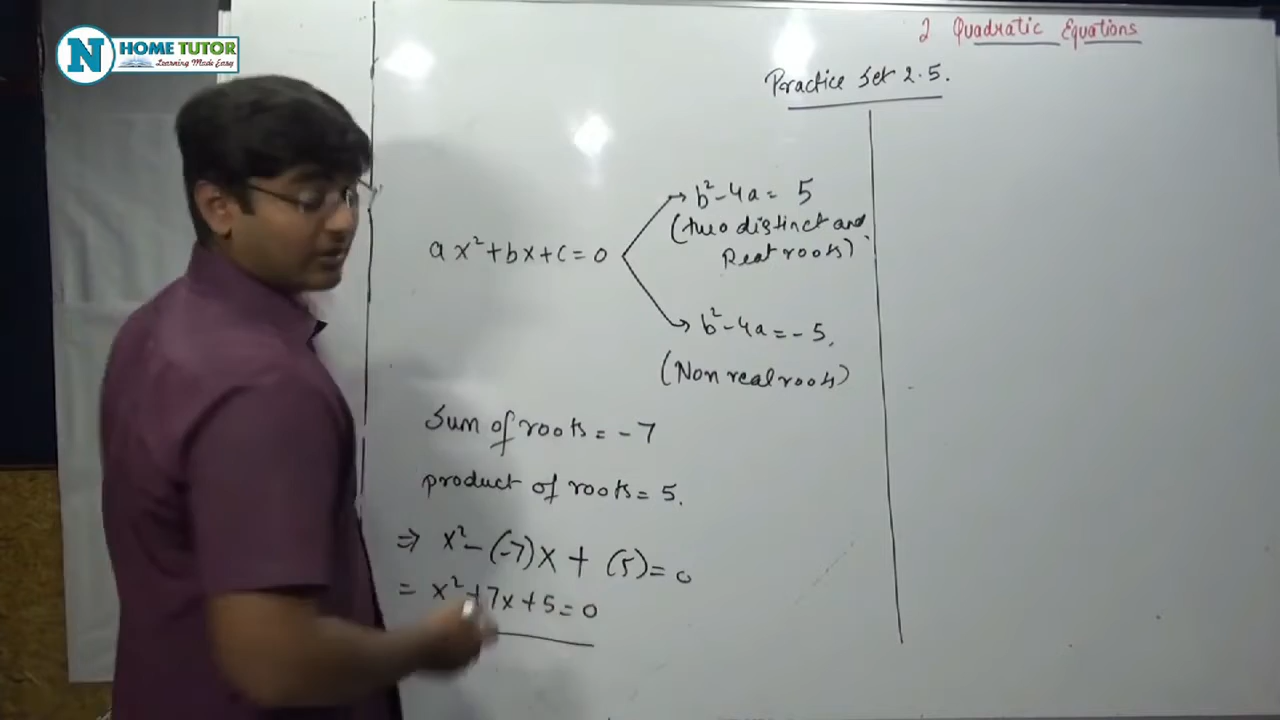 N HOME TUTOR
Learning Made Easy
2 Quadratic Equations
Practice Set 2.5.
b²-4a = 5
(two distinct and
Real roots)
ax²+bx+c=0
b²-4a = -5.
(Non real roots)
Sum of roots = -7
product of roots = 5.
⇒ x²-(-7)x + (5)=0
= x²+7x+5=0